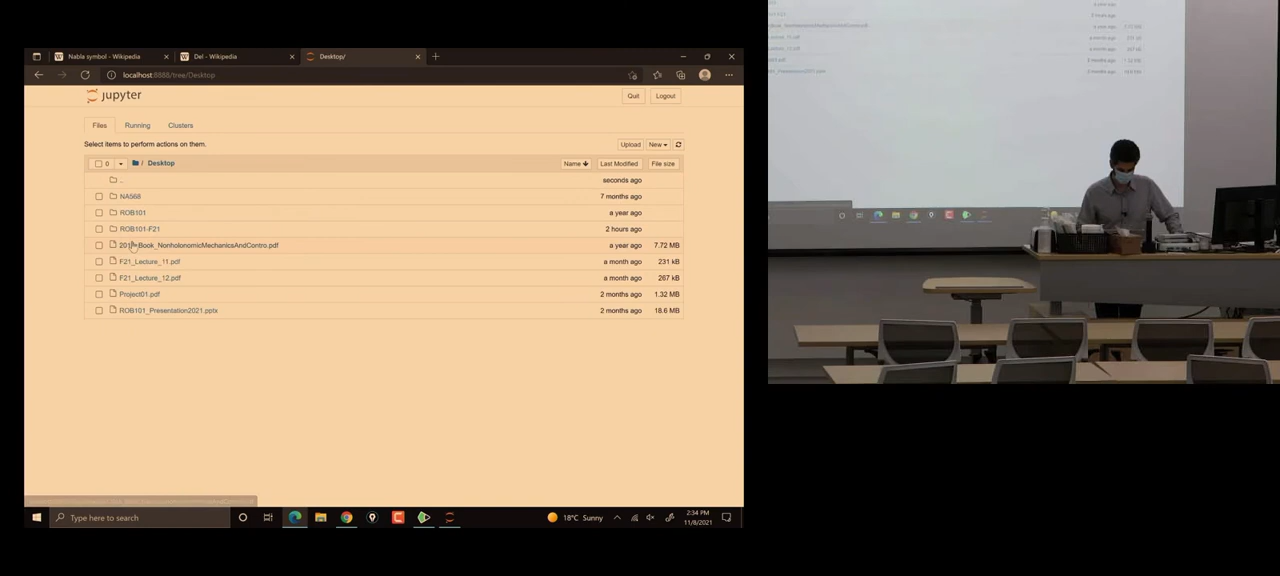 Nabla symbol - Wikipedia
Del - Wikipedia
Desktop/
localhost:8888/tree/Desktop
jupyter
Quit
Logout
Files
Running
Clusters
Select items to perform actions on them.
Upload
New
0
/ Desktop
Name
Last Modified
File size
..
seconds ago
NA568
7 months ago
ROB101
a year ago
ROB101-F21
2 hours ago
Book_NonholonomicMechanicsAndContro.pdf
a year ago
7.72 MB
F21_Lecture_11.pdf
a month ago
231 kB
F21_Lecture_12.pdf
a month ago
267 kB
Project01.pdf
2 months ago
1.32 MB
ROB101_Presentation2021.pptx
2 months ago
18.6 MB
Type here to search
18°C Sunny
2:34 PM
11/8/2021